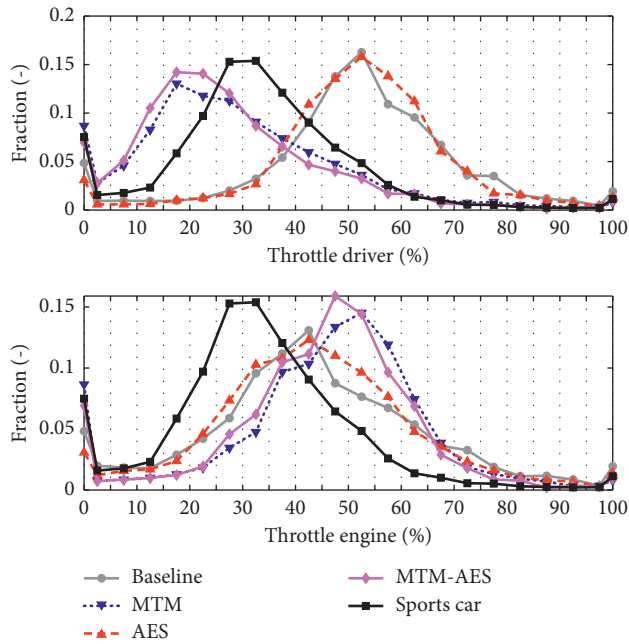 0.2
0.15
0.1
0.05
0
Fraction (-)
0 10 20 30 40 50 60 70 80 90 100
Throttle driver (%)
0.15
0.1
0.05
0
Fraction (-)
0 10 20 30 40 50 60 70 80 90 100
Throttle engine (%)
Baseline
MTM
AES
MTM-AES
Sports car